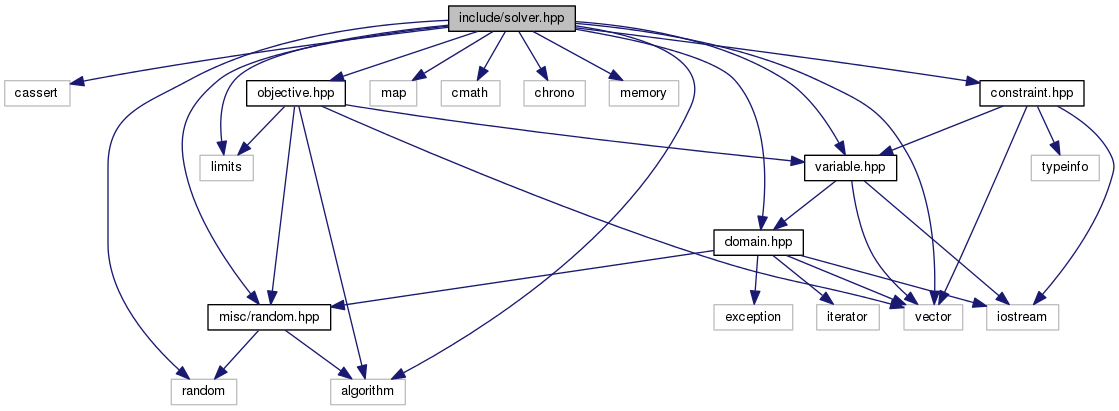 include/solver.hpp
cassert
objective.hpp
map
cmath
chrono
memory
constraint.hpp
limits
variable.hpp
typeinfo
domain.hpp
misc/random.hpp
exception
iterator
vector
iostream
random
algorithm